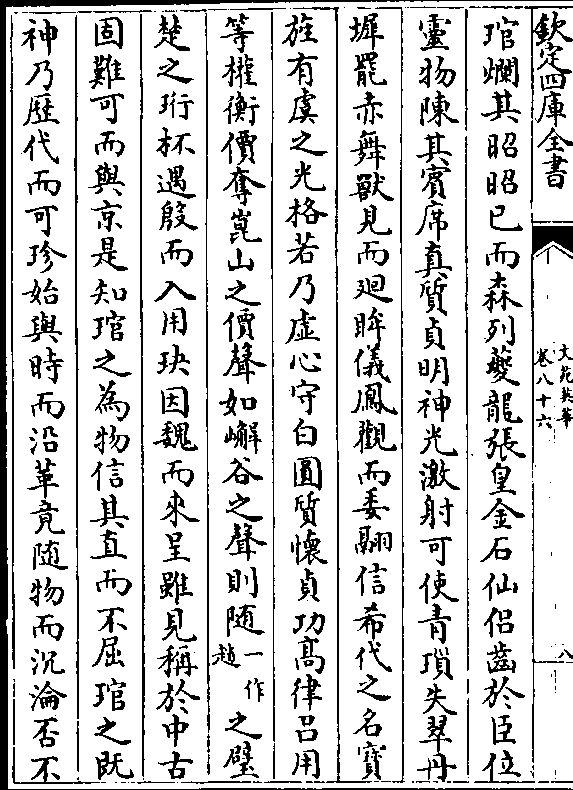 欽定四庫全書
文苑英華
卷八十六
八
琯爛其昭昭已而森列夔龍張皇金石仙侣齒於臣位
靈物陳其賓席真質貞明神光激射可使青瑣失翠丹
墀罷赤舞獸見而廻眸儀鳳觀而委翮信希代之名寳
旌有虞之光格若乃虚心守白圓質懷貞功髙律吕用
等權衡價奪崑山之價聲如嶰谷之聲則隨一作趙之璧
楚之珩杯遇殷而入用玦因魏而來呈雖見稱於中古
固難可而與京是知琯之為物信其直而不屈琯之既
神乃歴代而可珍始與時而沿革竟隨物而沉淪否不